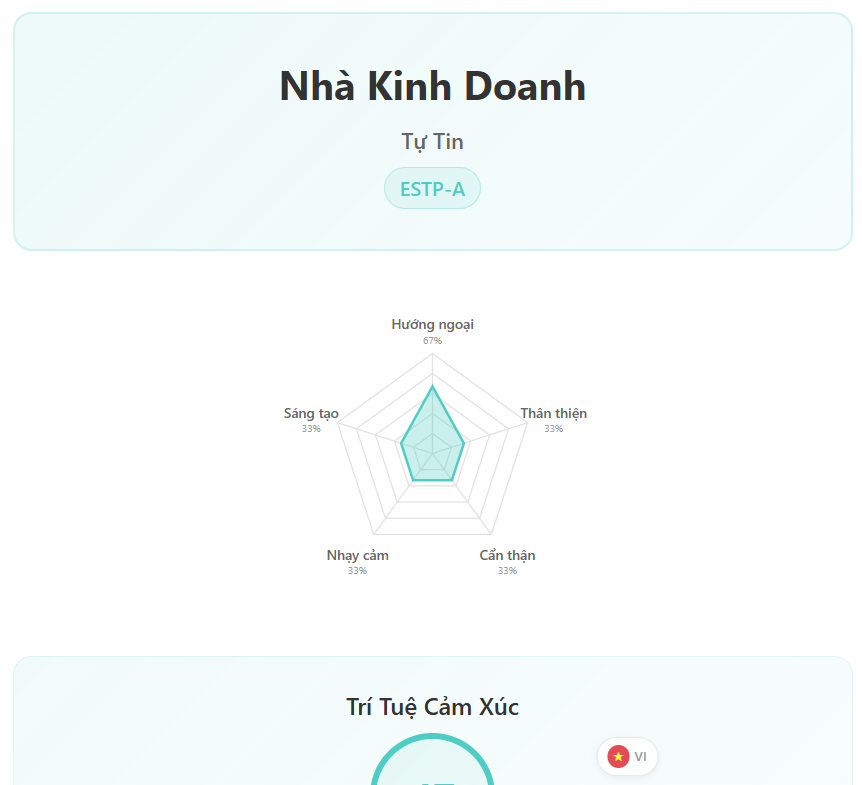 Nhà Kinh Doanh
Tự Tin
ESTP-A
Hướng ngoại
67%
Sáng tạo
33%
Thân thiện
33%
Nhạy cảm
33%
Cẩn thận
33%
Trí Tuệ Cảm Xúc
VI